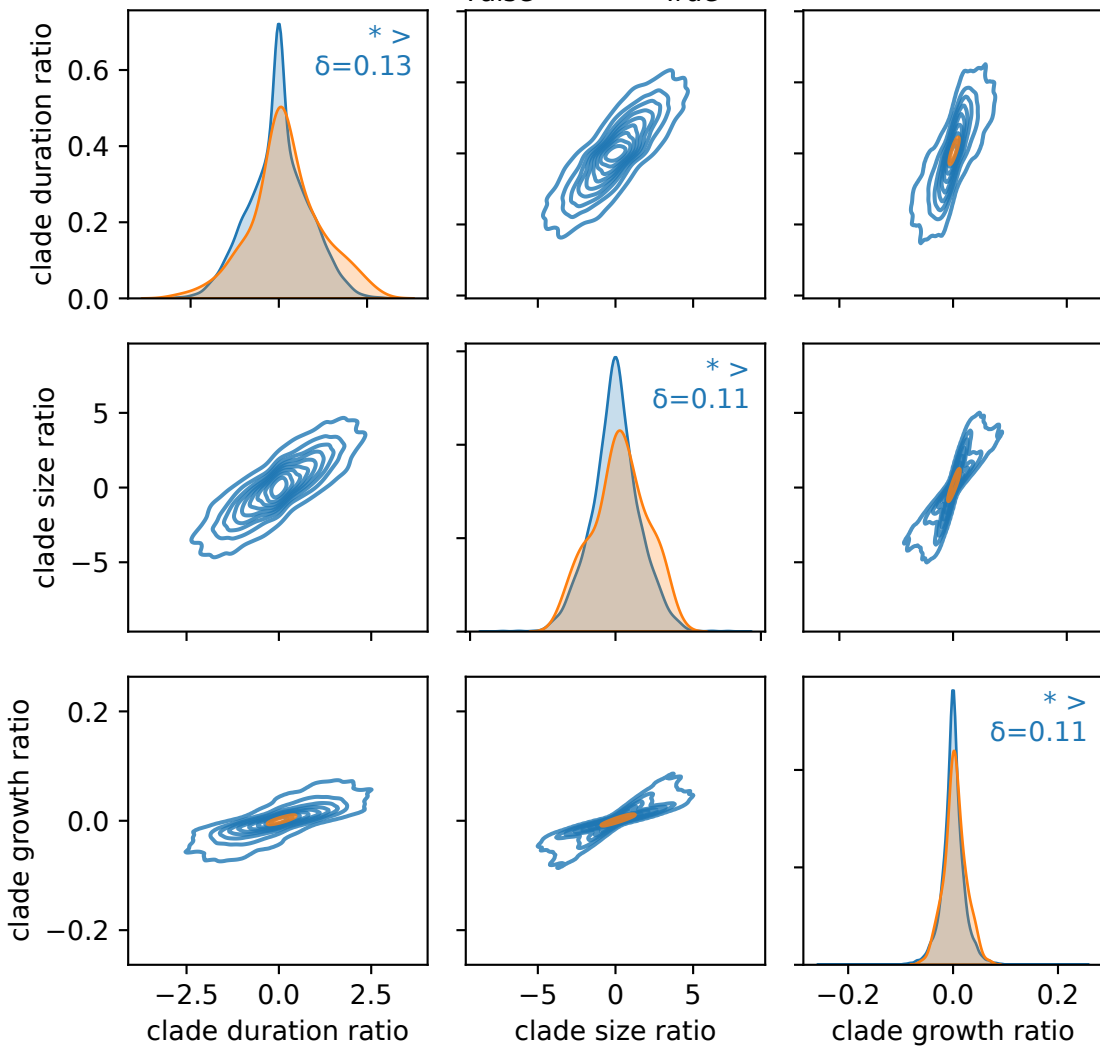 clade duration ratio
0.6
0.4
0.2
0.0
* >
δ=0.13
clade size ratio
5
0
−5
* >
δ=0.11
clade growth ratio
0.2
0.0
−0.2
* >
δ=0.11
−2.5 0.0 2.5
−5 0 5
−0.2 0.0 0.2
clade duration ratio
clade size ratio
clade growth ratio